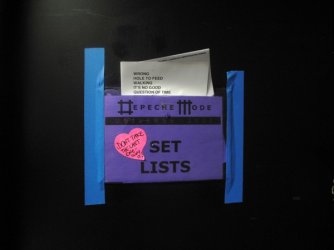 WRONG
HOLE TO FEED
WALKING
IT'S NO GOOD
QUESTION OF TIME
DEPECHE MODE
SET
LISTS
DON'T TAKE